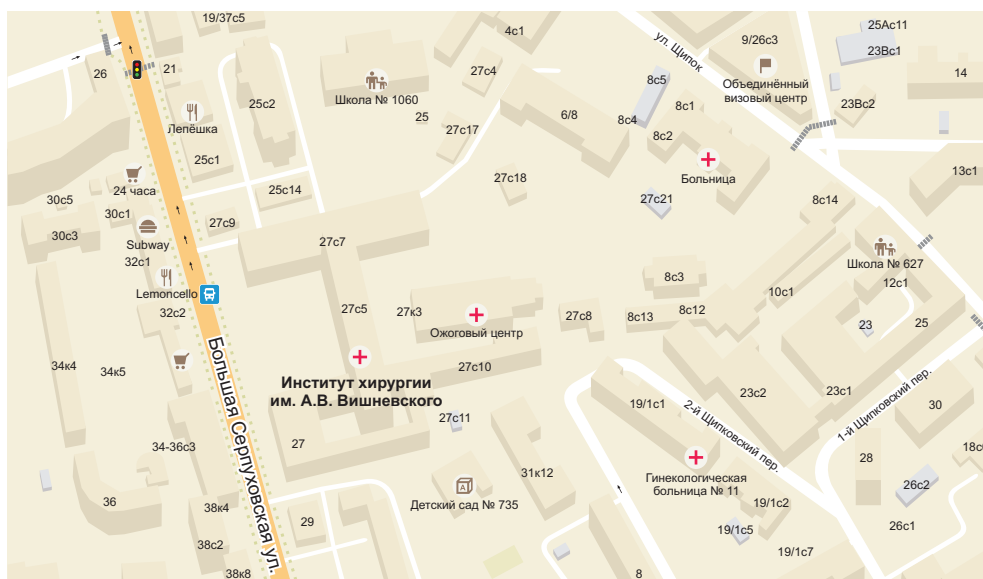 19/37с5
4с1
25Ас11
9/26с3
23Вс1
ул. Щипок
26
21
27с4
8с5
Объединённый
визовый центр
14
Школа № 1060
25с2
25
8с1
23Вс2
Лепёшка
6/8
8с4
27с17
8с2
25с1
Больница
13с1
24 часа
25с14
27с18
27с21
30с5
30с1
27с9
8с14
30с3
Subway
27с7
32с1
Школа № 627
8с3
12с1
Lemoncello
10с1
27с5
27к3
32с2
27с8
8с13
8с12
23
25
Ожоговый центр
34к4
34к5
27с10
Большая Серпуховская ул.
Институт хирургии
им. А.В. Вишневского
23с2
23с1
1-й Щипковский пер.
19/1с1
2-й Щипковский пер.
30
27с11
27
34-36с3
18с
28
31к12
Гинекологическая
больница № 11
26с2
36
38к4
Детский сад № 735
19/1с2
29
19/1с5
26с1
38с2
19/1с7
38к8
8